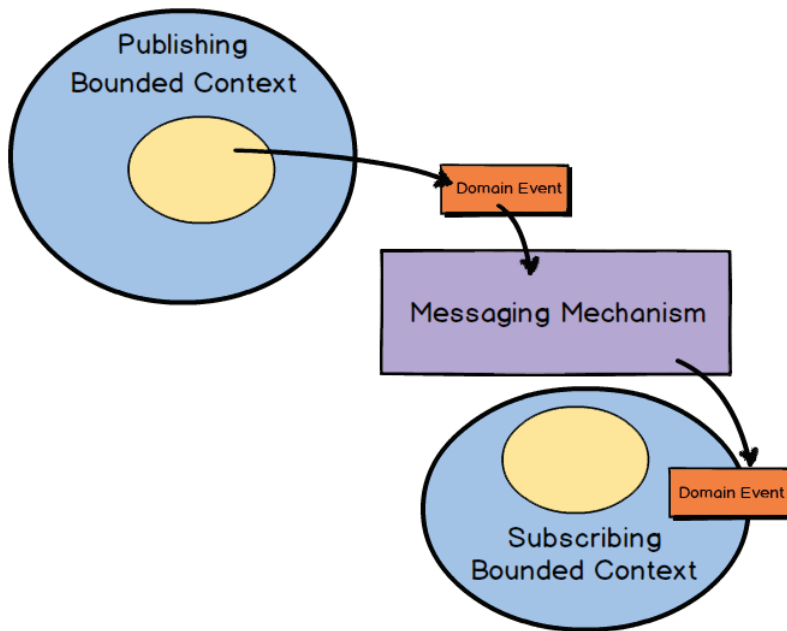 Publishing
Bounded Context
Domain Event
Messaging Mechanism
Domain Event
Subscribing
Bounded Context